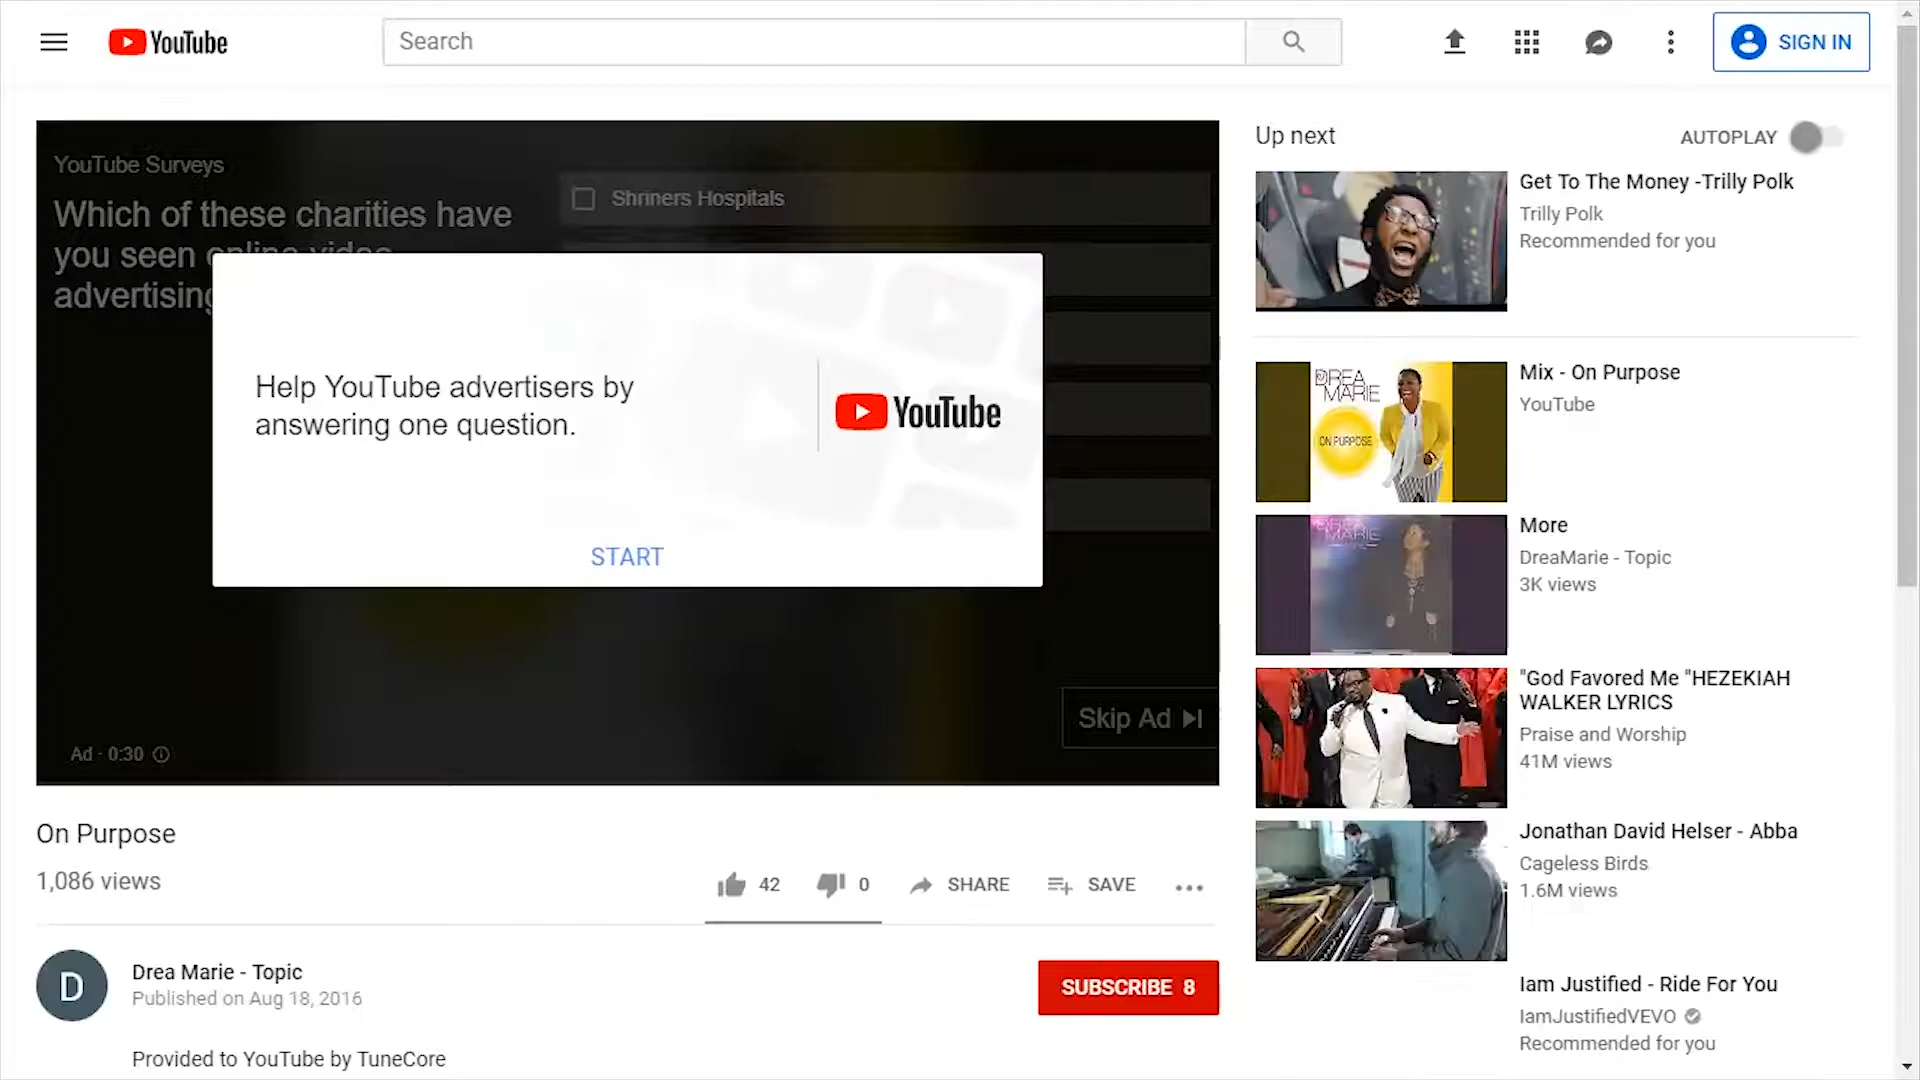 YouTube
Search
SIGN IN
YouTube Surveys
Which of these charities have
you seen online video
advertising
Shriners Hospitals
Help YouTube advertisers by
answering one question.
YouTube
START
Skip Ad
Ad · 0:30
On Purpose
1,086 views
42
0
SHARE
SAVE
Drea Marie - Topic
Published on Aug 18, 2016
D
SUBSCRIBE 8
Provided to YouTube by TuneCore
Up next
AUTOPLAY
Get To The Money -Trilly Polk
Trilly Polk
Recommended for you
DREA
MARIE
ON PURPOSE
Mix - On Purpose
YouTube
DREA
MARIE
More
DreaMarie - Topic
3K views
"God Favored Me "HEZEKIAH
WALKER LYRICS
Praise and Worship
41M views
Jonathan David Helser - Abba
Cageless Birds
1.6M views
Iam Justified - Ride For You
IamJustifiedVEVO
Recommended for you